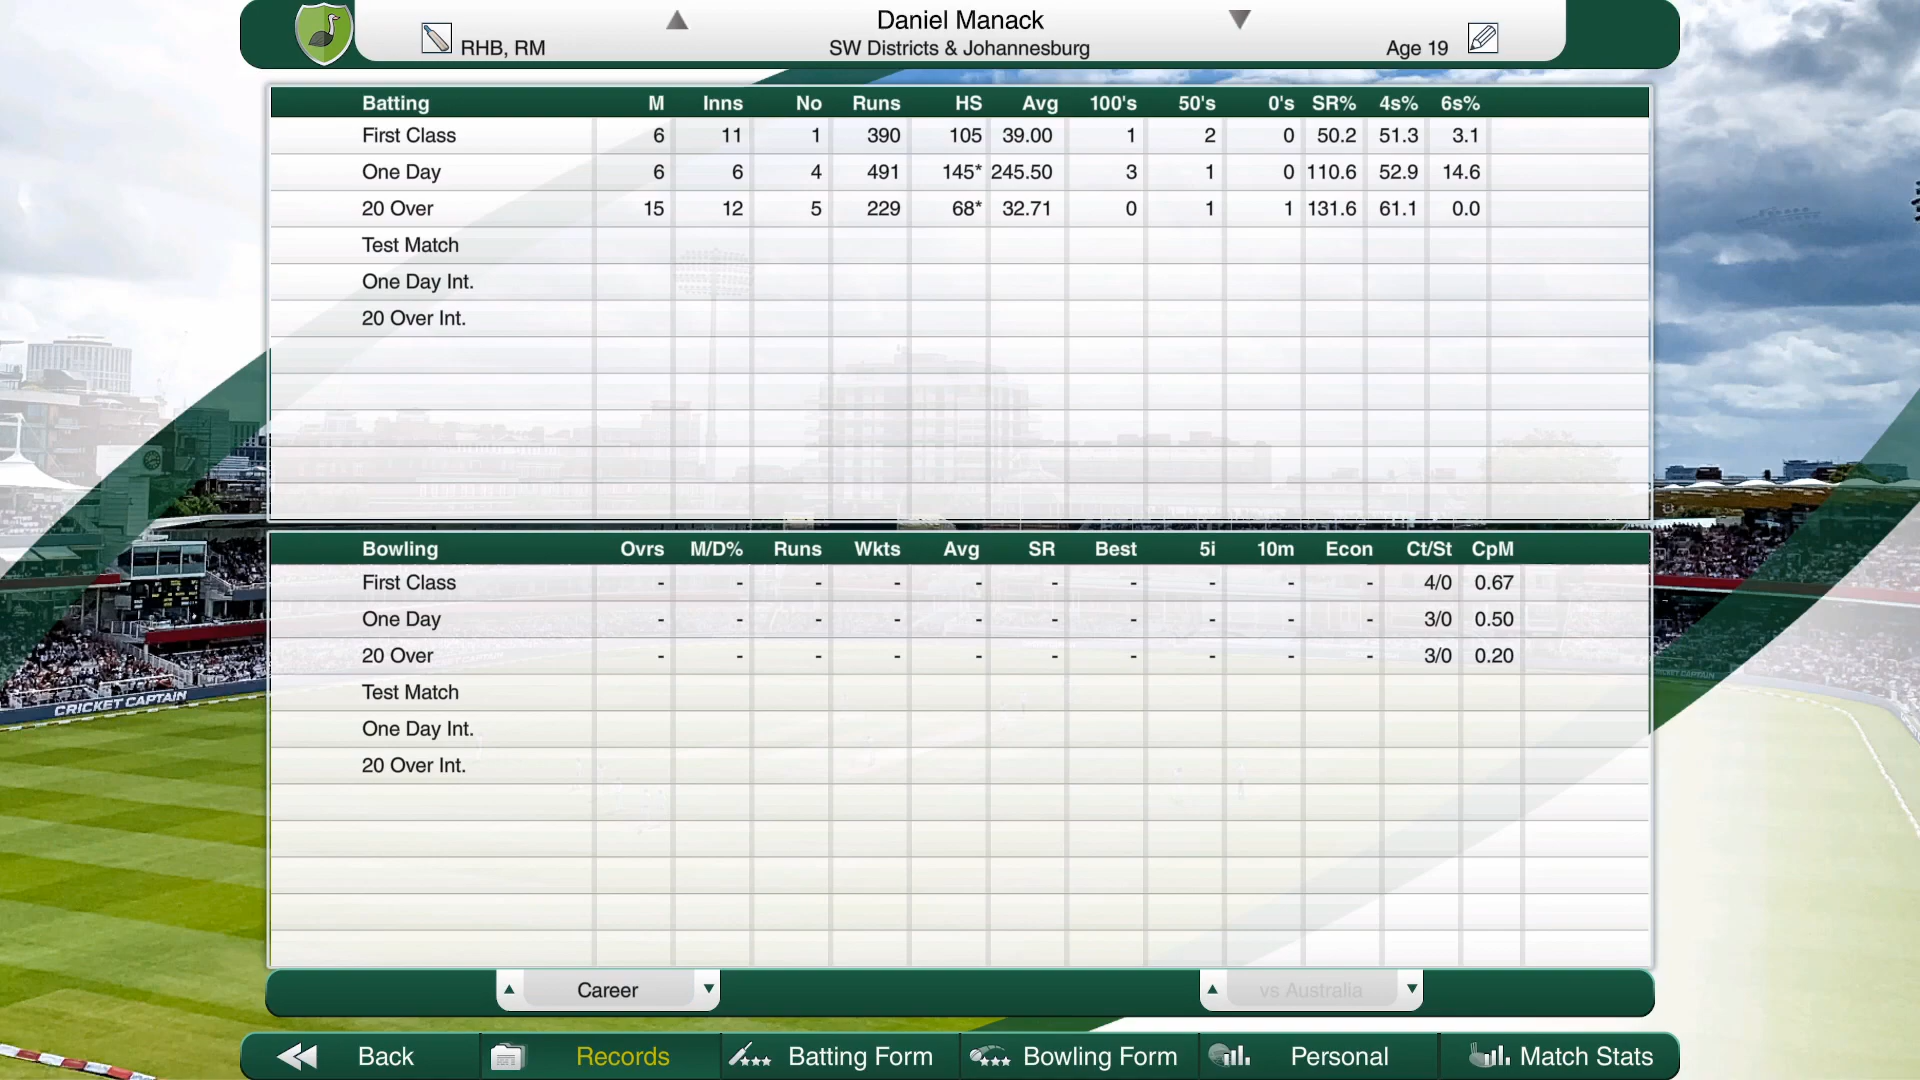 Daniel Manack
RHB, RM
SW Districts & Johannesburg
Age 19
Batting M Inns No Runs HS Avg 100's 50's 0's SR% 4s% 6s%
First Class 6 11 1 390 105 39.00 1 2 0 50.2 51.3 3.1
One Day 6 6 4 491 145* 245.50 3 1 0 110.6 52.9 14.6
20 Over 15 12 5 229 68* 32.71 0 1 1 131.6 61.1 0.0
Test Match
One Day Int.
20 Over Int.
Bowling Ovrs M/D% Runs Wkts Avg SR Best 5i 10m Econ Ct/St CpM
First Class - - - - - - - - - - 4/0 0.67
One Day - - - - - - - - - - 3/0 0.50
20 Over - - - - - - - - - - 3/0 0.20
Test Match
One Day Int.
20 Over Int.
CRICKET CAPTAIN
CRICKET CAPTAIN
Career
vs Australia
Back Records Batting Form Bowling Form Personal Match Stats